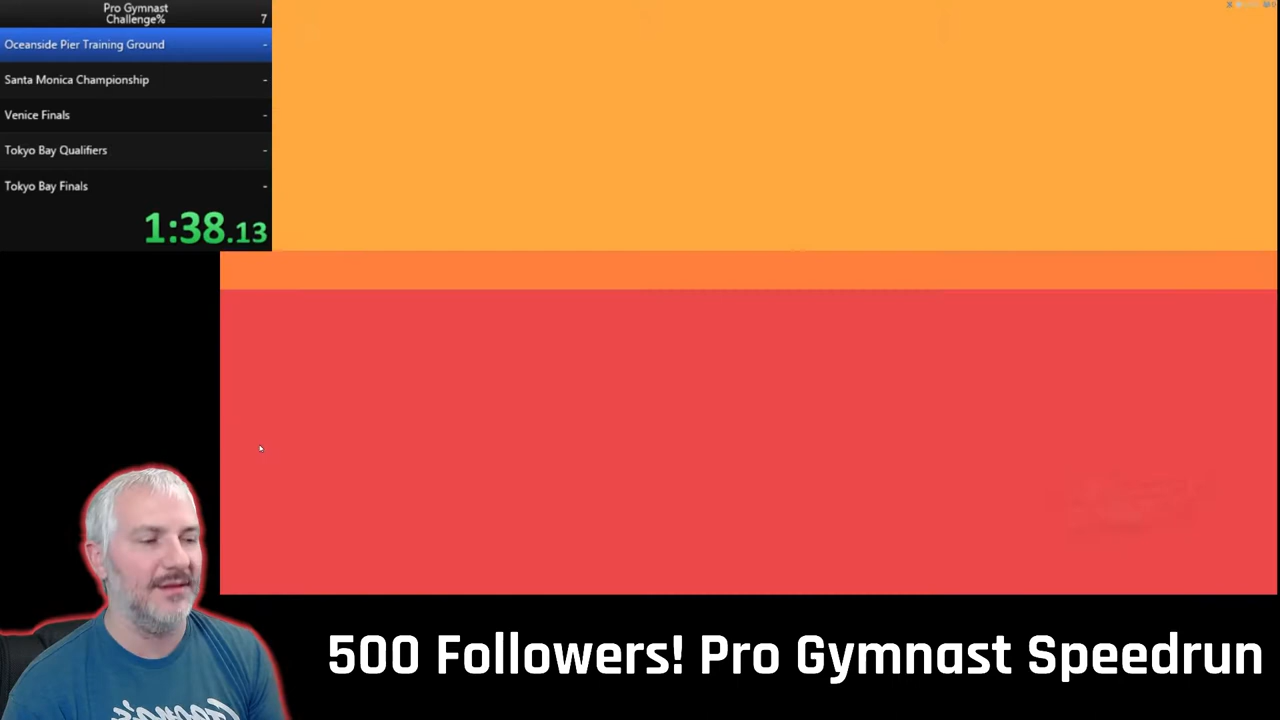 Pro Gymnast
Challenge% 7
Oceanside Pier Training Ground -
Santa Monica Championship -
Venice Finals -
Tokyo Bay Qualifiers -
Tokyo Bay Finals -
1:38.13
500 Followers! Pro Gymnast Speedrun